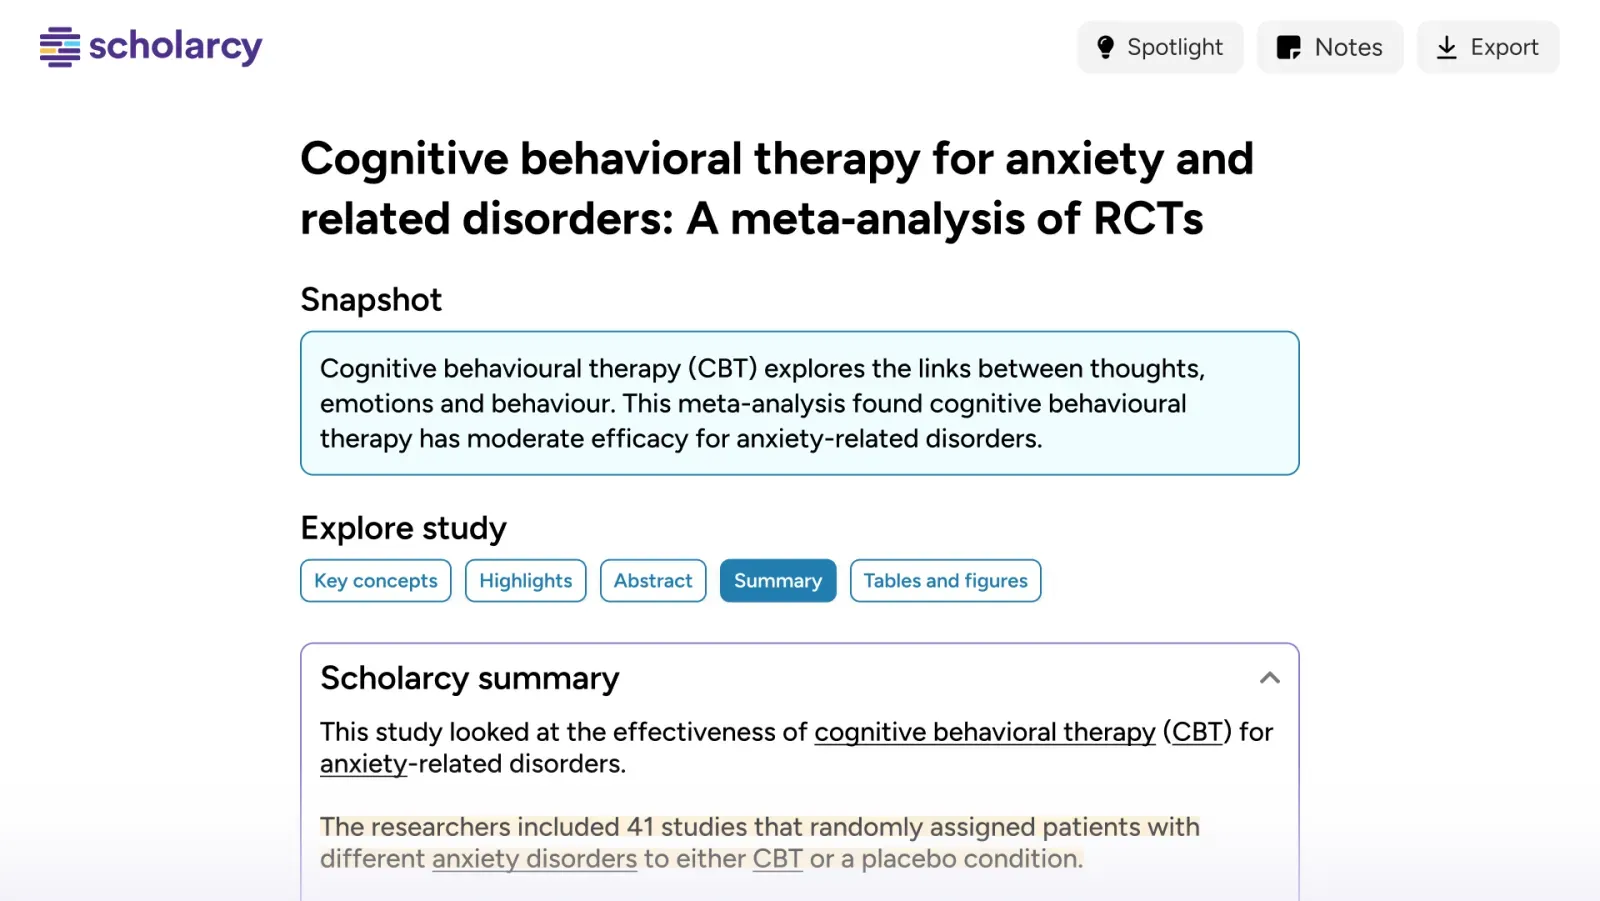 scholarcy
Spotlight
Notes
Export
Cognitive behavioral therapy for anxiety and
related disorders: A meta-analysis of RCTs
Snapshot
Cognitive behavioural therapy (CBT) explores the links between thoughts,
emotions and behaviour. This meta-analysis found cognitive behavioural
therapy has moderate efficacy for anxiety-related disorders.
Explore study
Key concepts
Highlights
Abstract
Summary
Tables and figures
Scholarcy summary
This study looked at the effectiveness of cognitive behavioral therapy (CBT) for
anxiety-related disorders.
The researchers included 41 studies that randomly assigned patients with
different anxiety disorders to either CBT or a placebo condition.